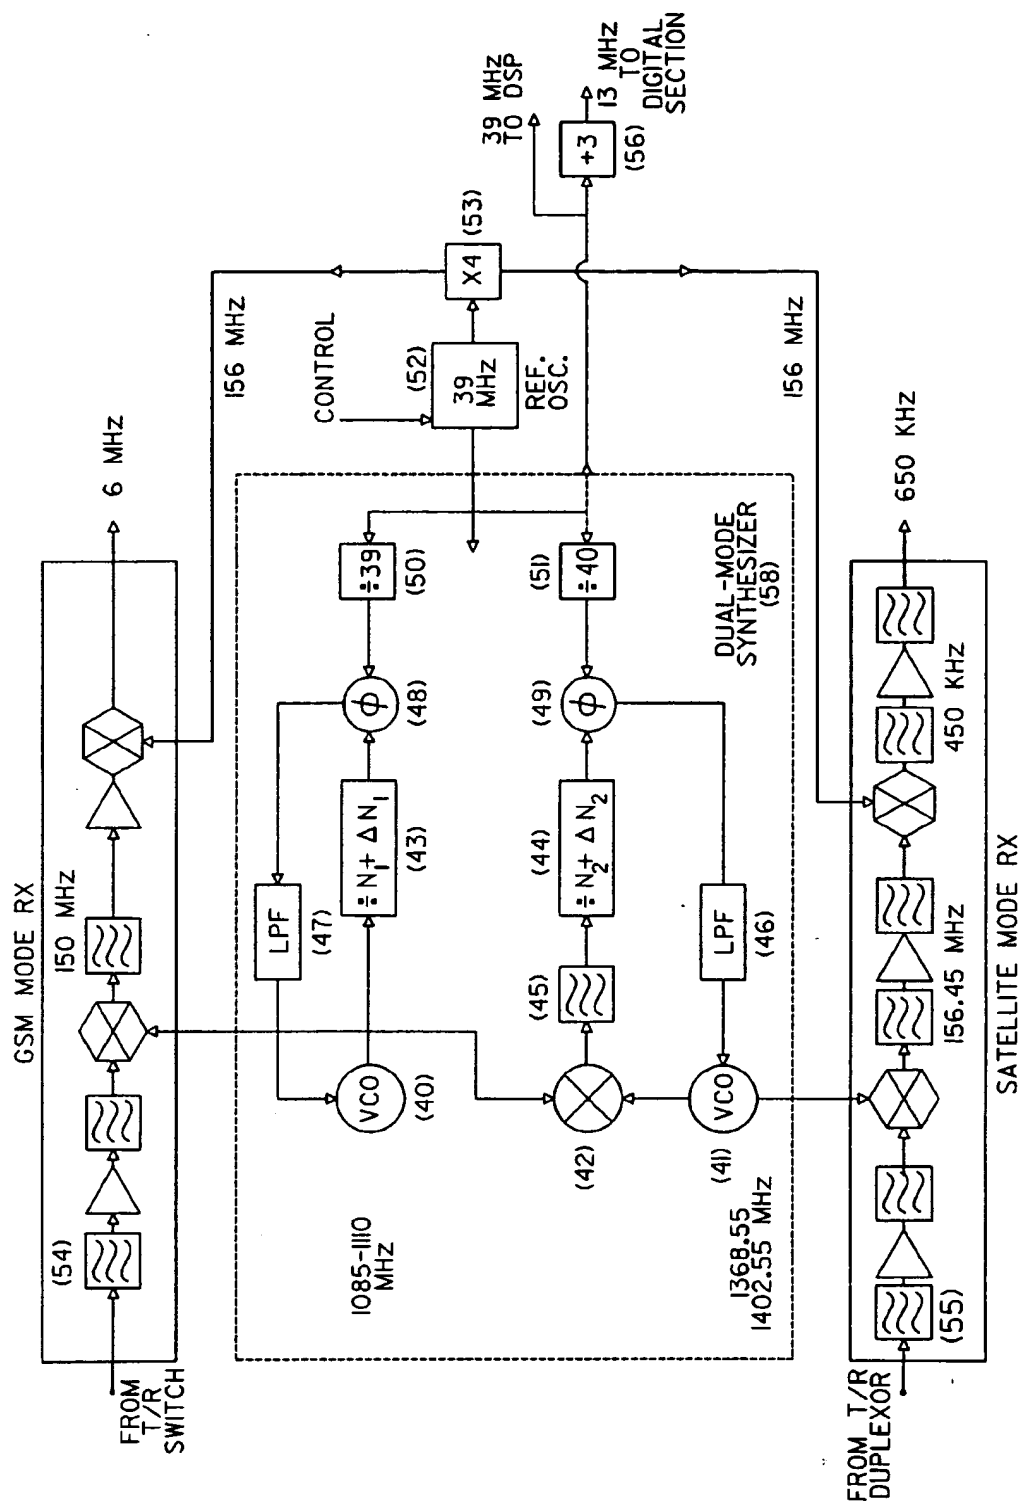 GSM MODE RX
FROM
T/R
SWITCH
(54)
150 MHz
6 MHz
156 MHz
1085-1110
MHz
VCO
(40)
LPF
(47)
÷N1+ ΔN1
(43)
ϕ
(48)
÷39
(50)
CONTROL
(52)
39
MHz
REF.
OSC.
X4
(53)
39 MHz
TO DSP
+3
(56)
13 MHz
TO
DIGITAL
SECTION
(42)
(45)
÷N2+ ΔN2
(44)
ϕ
(49)
÷40
(51)
1368.55
1402.55 MHz
(41)
VCO
LPF
(46)
DUAL-MODE
SYNTHESIZER
(58)
156 MHz
FROM T/R
DUPLEXOR
(55)
156.45 MHz
450 KHz
650 KHz
SATELLITE MODE RX